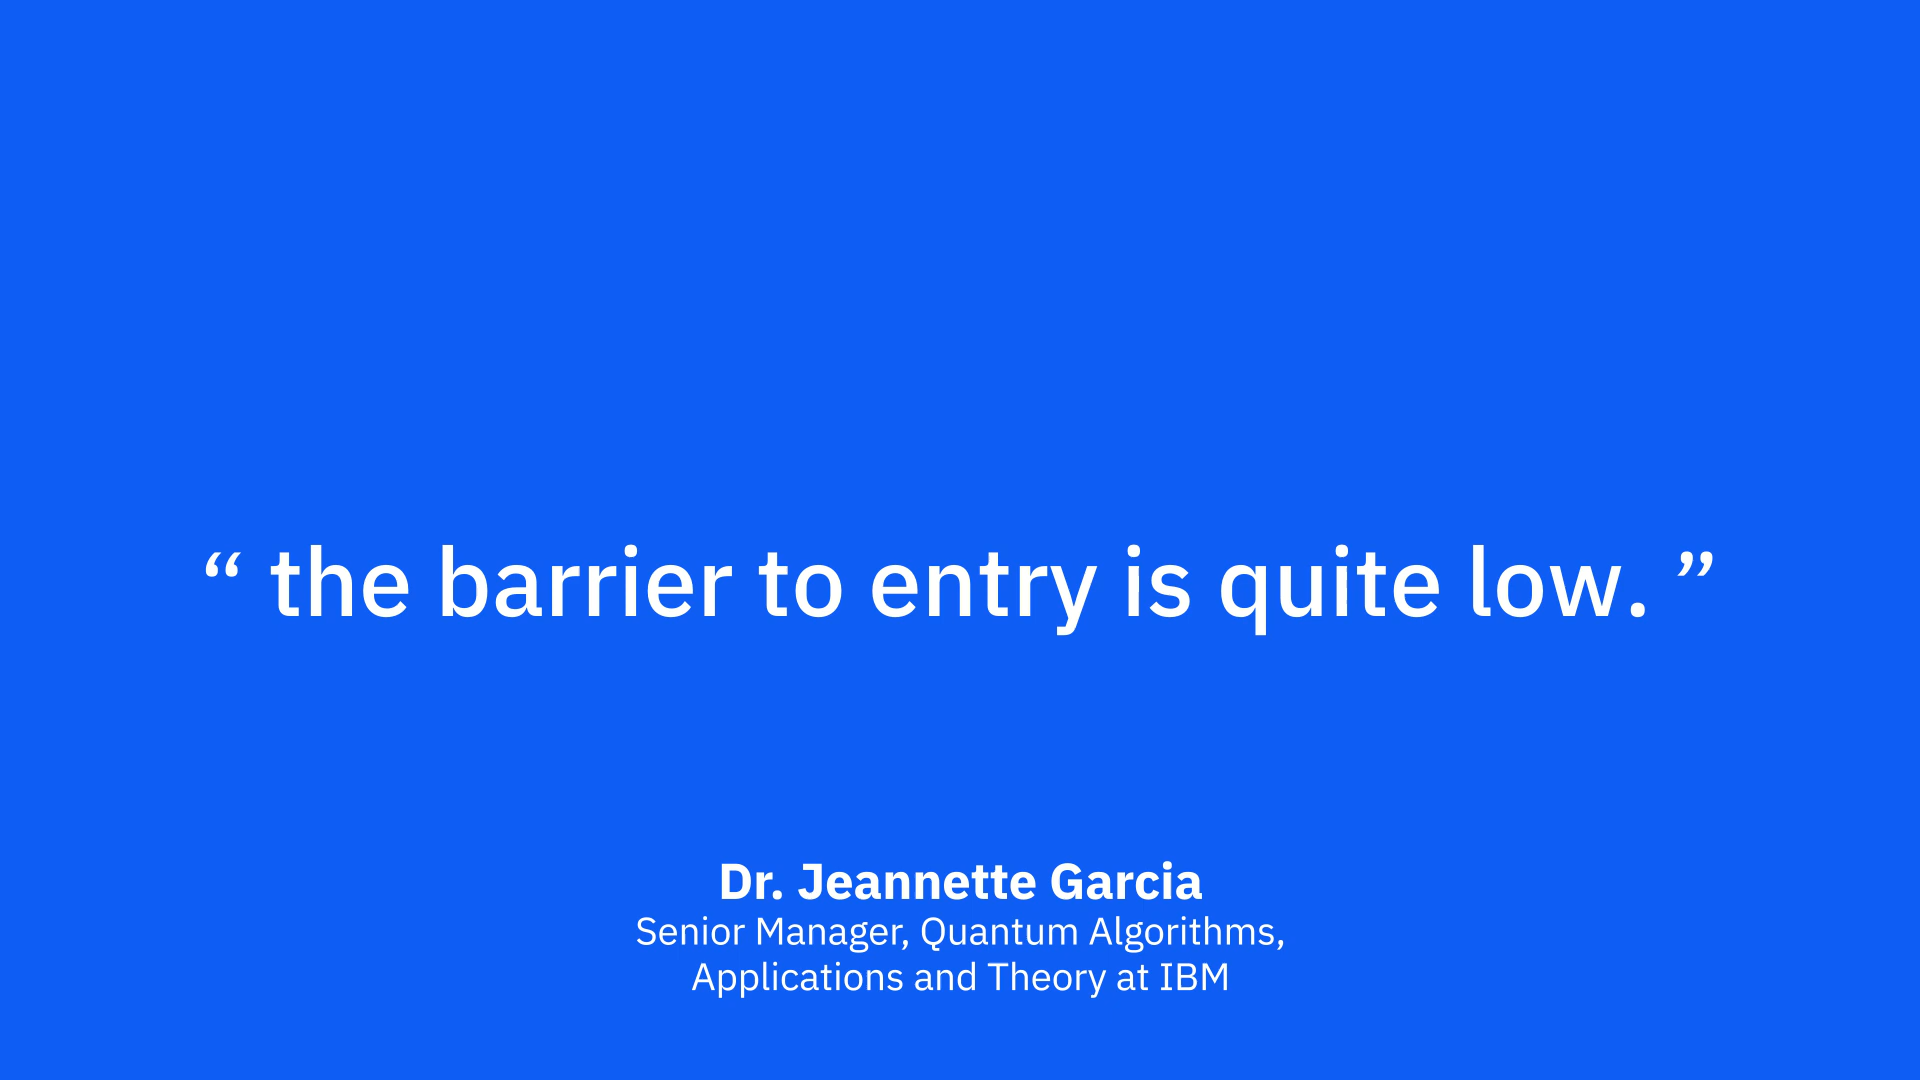 “ the barrier to entry is quite low. ”
Dr. Jeannette Garcia
Senior Manager, Quantum Algorithms,
Applications and Theory at IBM